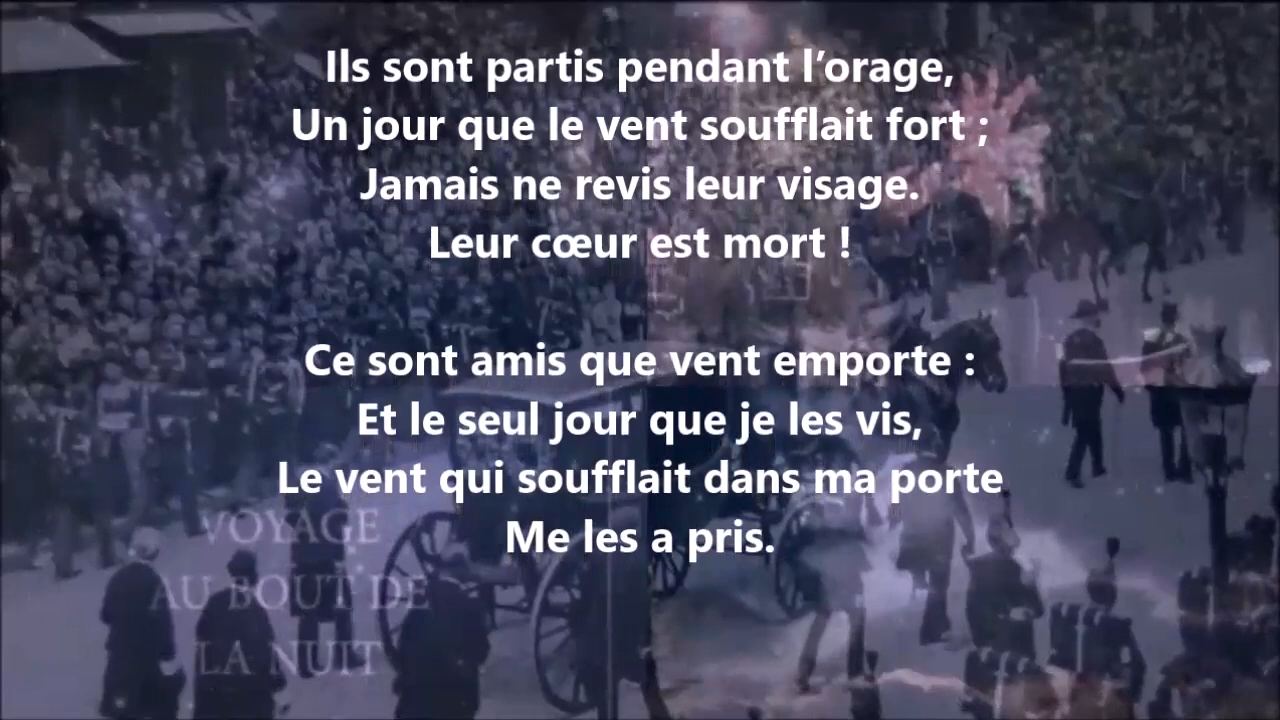 Ils sont partis pendant l’orage,
Un jour que le vent soufflait fort ;
Jamais ne revis leur visage.
Leur cœur est mort !
Ce sont amis que vent emporte :
Et le seul jour que je les vis,
Le vent qui soufflait dans ma porte
Me les a pris.
VOYAGE
AU BOUT DE
LA NUIT